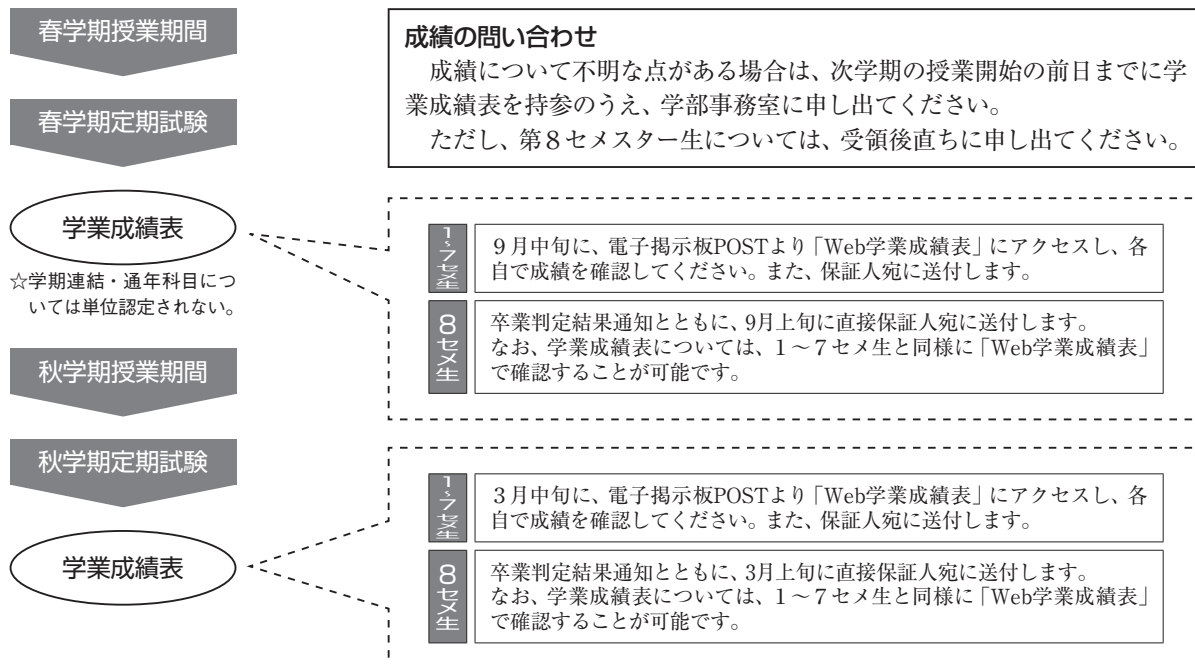 春学期授業期間
春学期定期試験
学業成績表
☆学期連結・通年科目につ
いては単位認定されない。
秋学期授業期間
秋学期定期試験
学業成績表
成績の問い合わせ
成績について不明な点がある場合は、次学期の授業開始の前日までに学
業成績表を持参のうえ、学部事務室に申し出てください。
ただし、第8セメスター生については、受領後直ちに申し出てください。
1~7セメ生
9月中旬に、電子掲示板POSTより「Web学業成績表」にアクセスし、各
自で成績を確認してください。また、保証人宛に送付します。
8セメ生
卒業判定結果通知とともに、9月上旬に直接保証人宛に送付します。
なお、学業成績表については、1～7セメ生と同様に「Web学業成績表」
で確認することが可能です。
1~7セメ生
3月中旬に、電子掲示板POSTより「Web学業成績表」にアクセスし、各
自で成績を確認してください。また、保証人宛に送付します。
8セメ生
卒業判定結果通知とともに、3月上旬に直接保証人宛に送付します。
なお、学業成績表については、1～7セメ生と同様に「Web学業成績表」
で確認することが可能です。